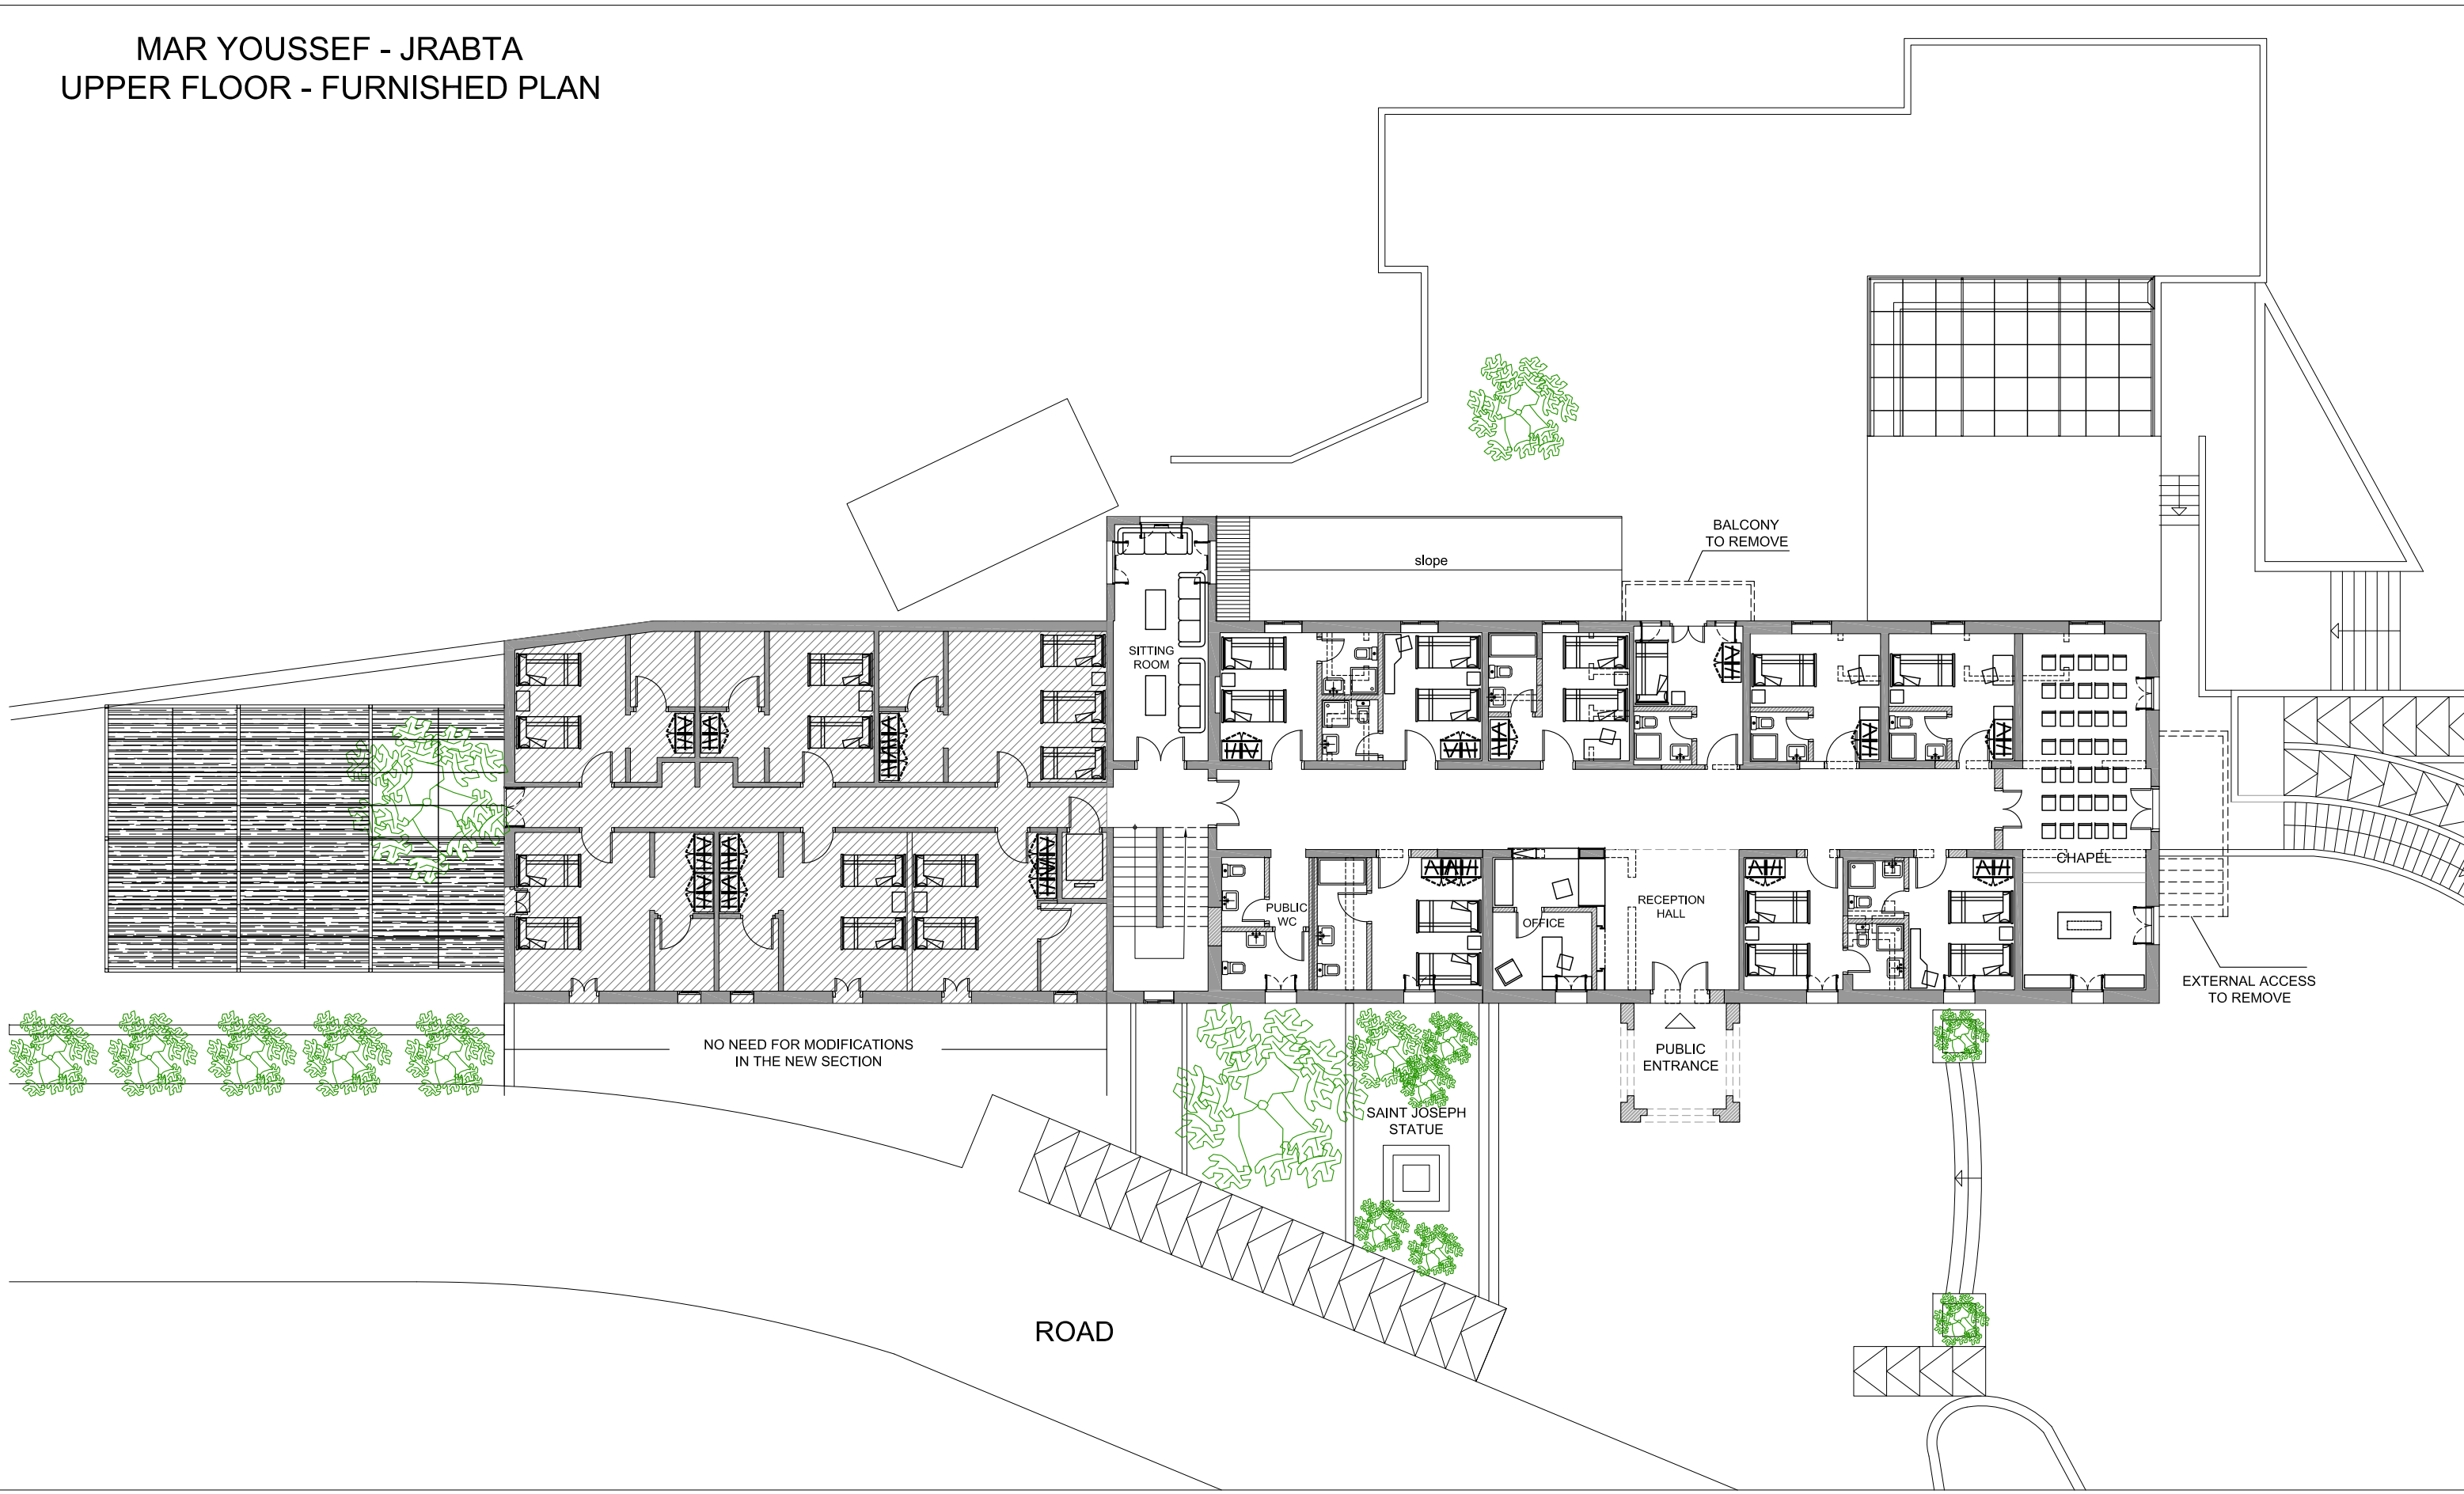 MAR YOUSSEF - JRABTA
UPPER FLOOR - FURNISHED PLAN
BALCONY
TO REMOVE
slope
SITTING
ROOM
CHAPEL
PUBLIC
WC
OFFICE
RECEPTION
HALL
EXTERNAL ACCESS
TO REMOVE
NO NEED FOR MODIFICATIONS
IN THE NEW SECTION
PUBLIC
ENTRANCE
SAINT JOSEPH
STATUE
ROAD